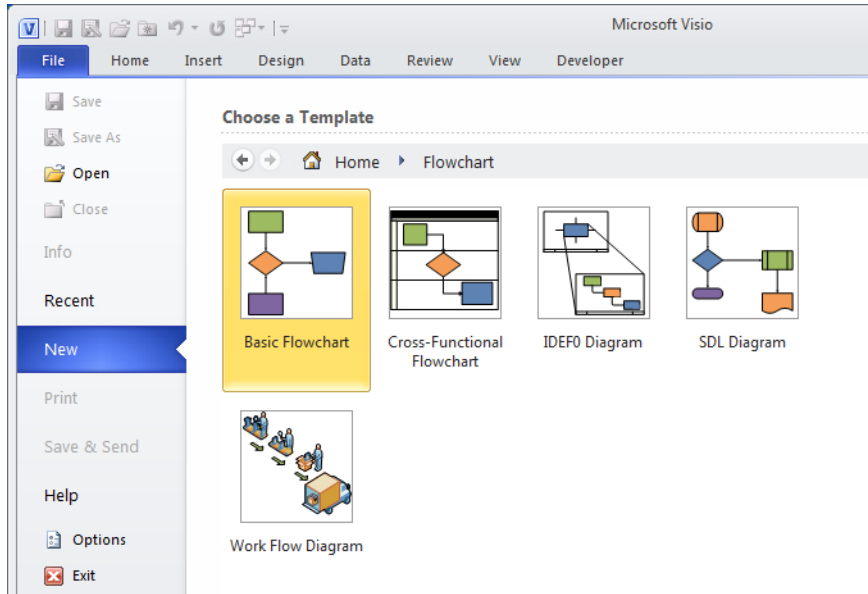 Microsoft Visio
File Home Insert Design Data Review View Developer
Save
Save As
Open
Close
Info
Recent
New
Print
Save & Send
Help
Options
Exit
Choose a Template
Home Flowchart
Basic Flowchart
Cross-Functional
Flowchart
IDEF0 Diagram
SDL Diagram
Work Flow Diagram